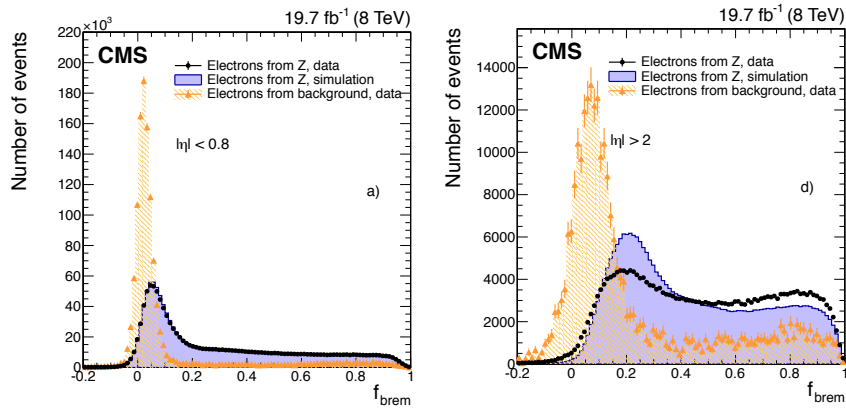 19.7 fb⁻¹ (8 TeV)
×10³
CMS
Electrons from Z, data
Electrons from Z, simulation
Electrons from background, data
|η| < 0.8
a)
Number of events
220
200
180
160
140
120
100
80
60
40
20
0
-0.2 0 0.2 0.4 0.6 0.8 1
f_brem
19.7 fb⁻¹ (8 TeV)
CMS
Electrons from Z, data
Electrons from Z, simulation
Electrons from background, data
|η| > 2
d)
Number of events
14000
12000
10000
8000
6000
4000
2000
0
-0.2 0 0.2 0.4 0.6 0.8 1
f_brem